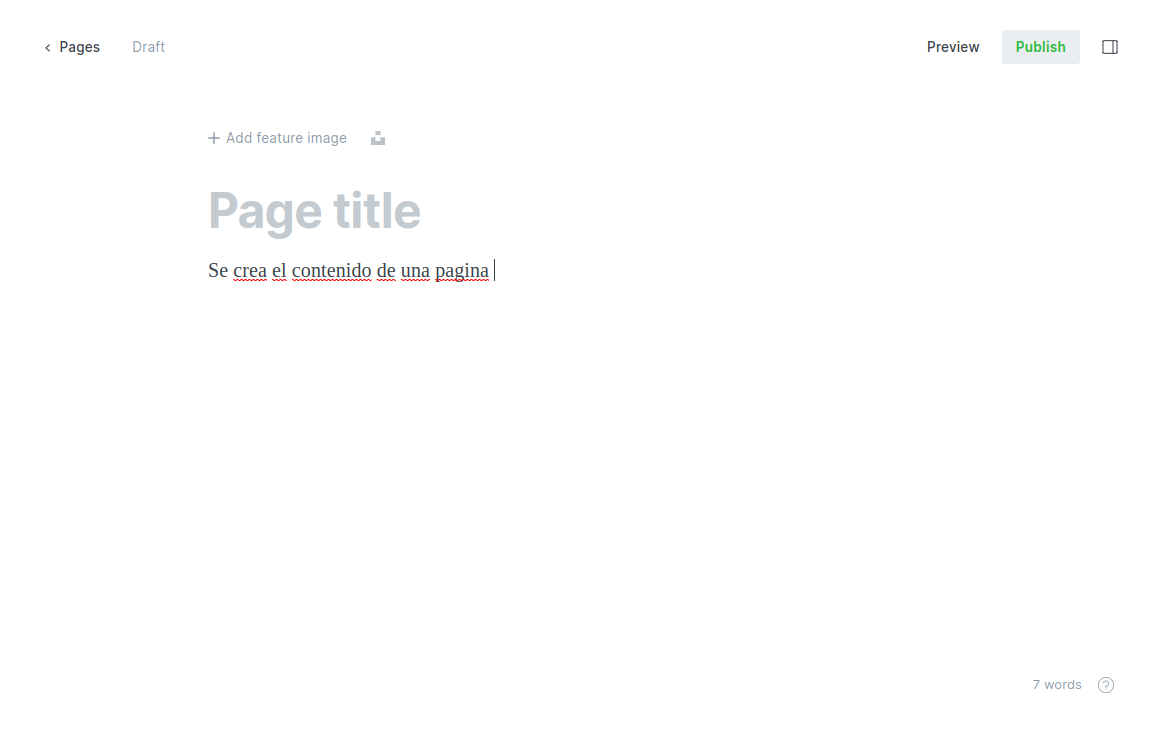 Pages
Draft
Preview
Publish
Add feature image
Page title
Se crea el contenido de una pagina
7 words
?